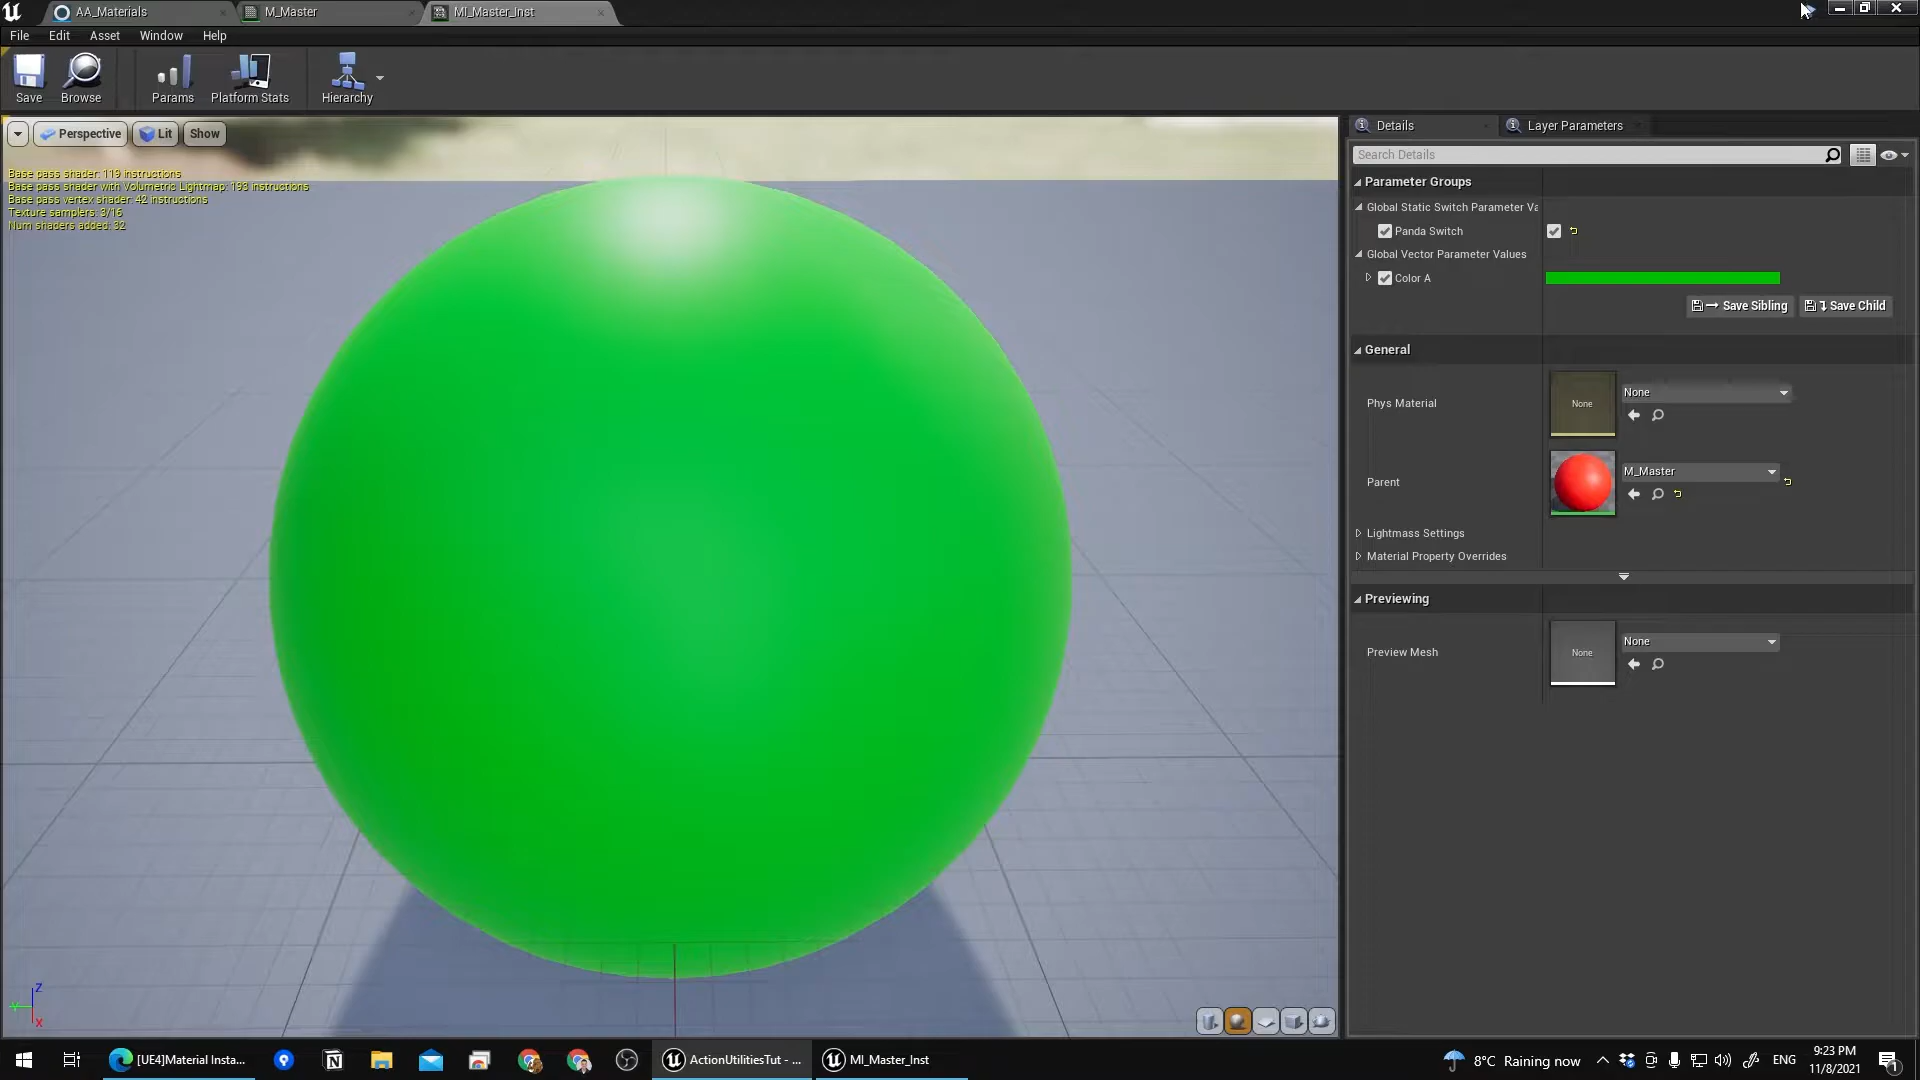 AA_Materials
M_Master
MI_Master_Inst
File Edit Asset Window Help
Save
Browse
Params
Platform Stats
Hierarchy
Perspective
Lit
Show
Base pass shader: 119 instructions
Base pass shader with Volumetric Lightmap: 193 instructions
Base pass vertex shader: 42 instructions
Texture samplers: 3/16
Num shaders added: 32
Z
Y
X
Details
Layer Parameters
Search Details
Parameter Groups
Global Static Switch Parameter Va
Panda Switch
Global Vector Parameter Values
Color A
Save Sibling
Save Child
General
Phys Material
None
None
Parent
M_Master
Lightmass Settings
Material Property Overrides
Previewing
Preview Mesh
None
None
[UE4]Material Insta...
ActionUtilitiesTut - ...
MI_Master_Inst
8°C Raining now
ENG
9:23 PM
11/8/2021
1